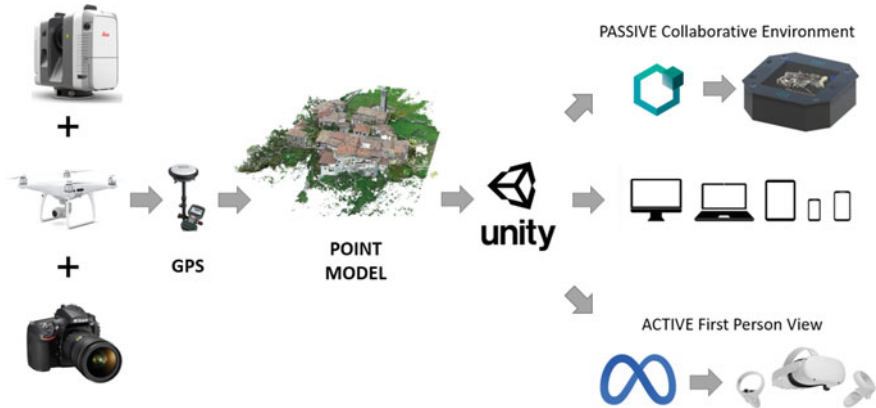 PASSIVE Collaborative Environment
+
+
GPS
POINT
MODEL
unity
ACTIVE First Person View